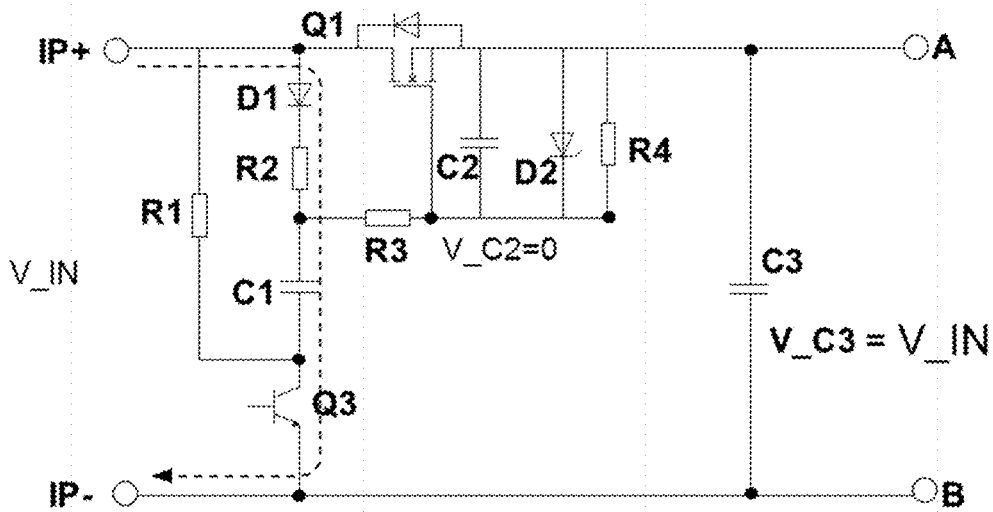 Q1
IP+
A
D1
R2
C2
D2
R4
R1
R3
V_C2=0
V_IN
C1
C3
V_C3 = V_IN
Q3
IP-
B